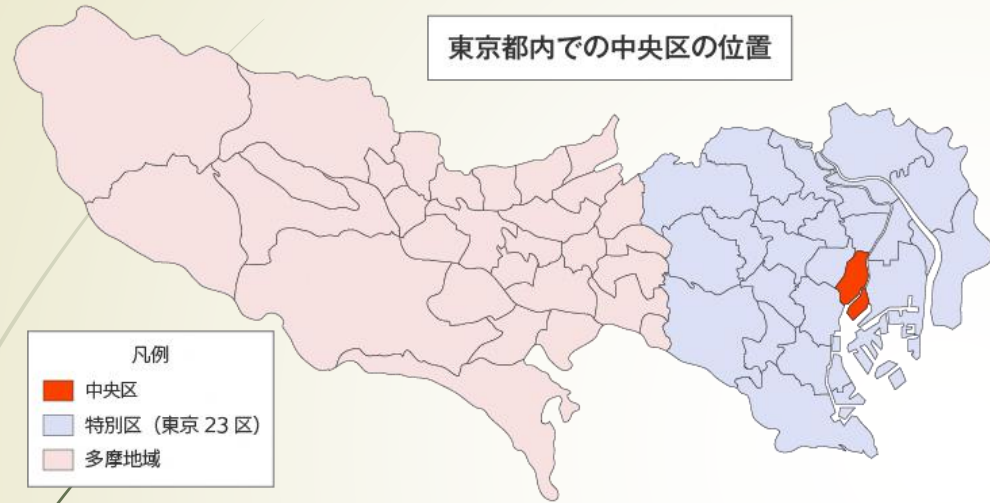 東京都内での中央区の位置
凡例
中央区
特別区 (東京 23 区)
多摩地域